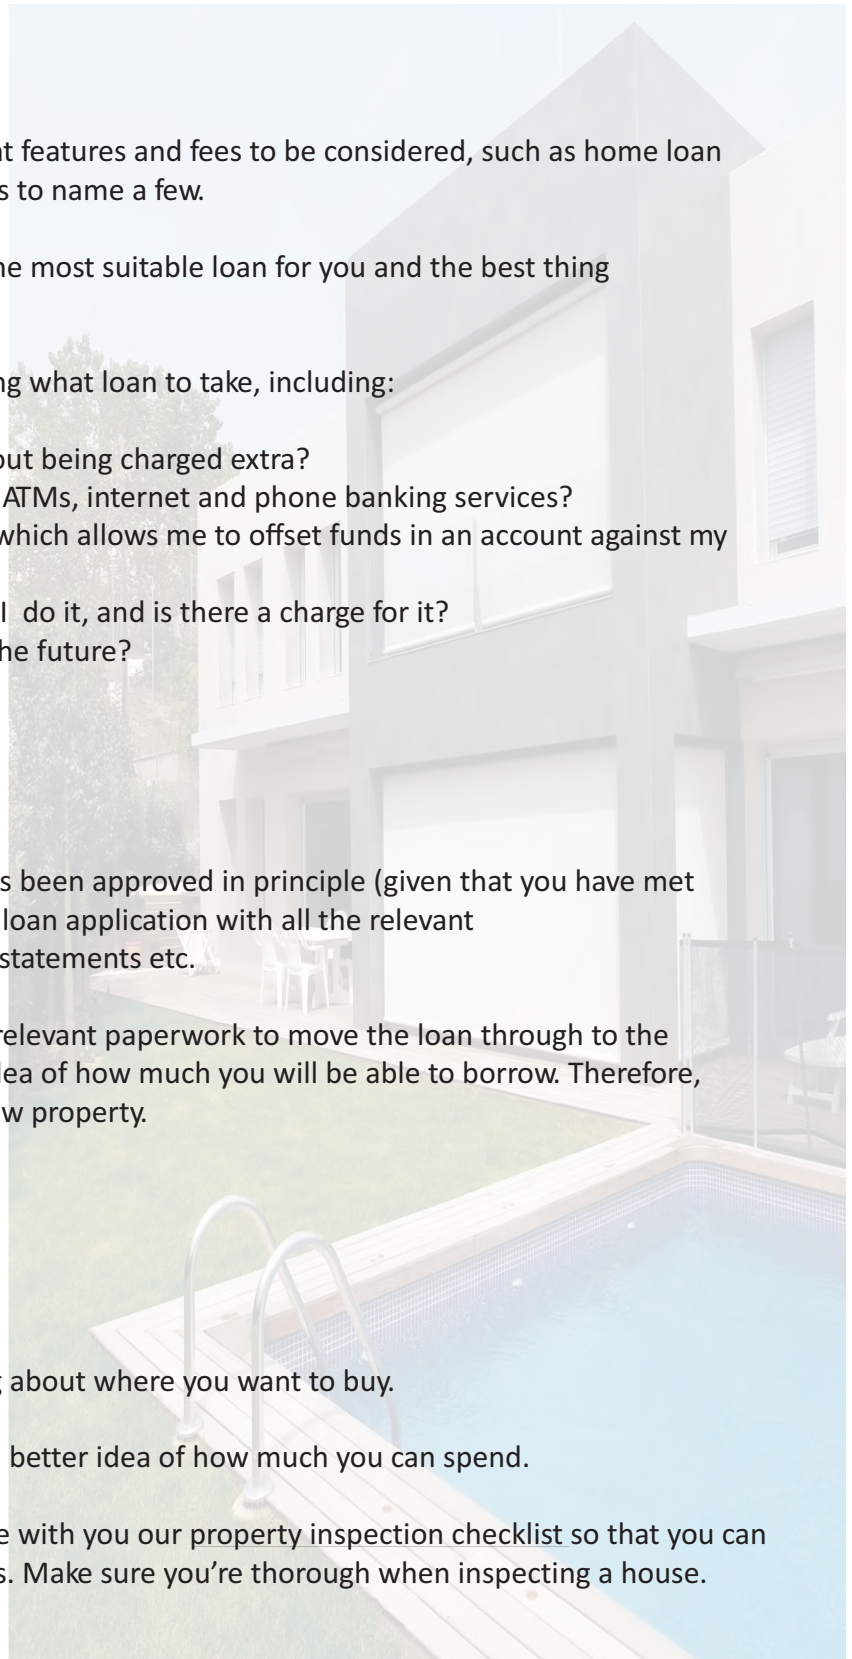 t features and fees to be considered, such as home loan
s to name a few.
he most suitable loan for you and the best thing
ng what loan to take, including:
out being charged extra?
ATMs, internet and phone banking services?
which allows me to offset funds in an account against my
I do it, and is there a charge for it?
he future?
s been approved in principle (given that you have met
loan application with all the relevant
statements etc.
relevant paperwork to move the loan through to the
dea of how much you will be able to borrow. Therefore,
w property.
g about where you want to buy.
better idea of how much you can spend.
e with you our property inspection checklist so that you can
s. Make sure you’re thorough when inspecting a house.